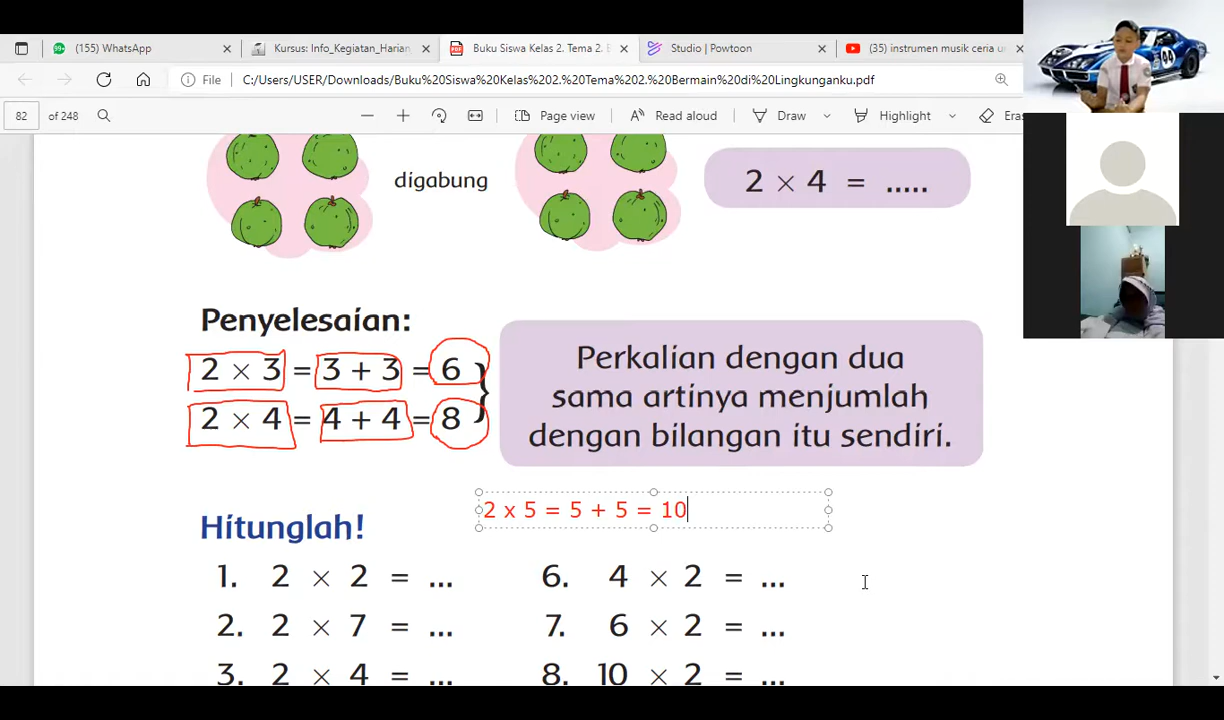 (155) WhatsApp
Kursus: Info_Kegiatan_Harian
Buku Siswa Kelas 2. Tema 2. B
Studio | Powtoon
(35) instrumen musik ceria u
File C:/Users/USER/Downloads/Buku%20Siswa%20Kelas%202.%20Tema%202.%20Bermain%20di%20Lingkunganku.pdf
82 of 248 Page view Read aloud Draw Highlight Eras
digabung
2 × 4 = .....
Penyelesaian:
2 × 3 = 3 + 3 = 6
2 × 4 = 4 + 4 = 8
Perkalian dengan dua
sama artinya menjumlah
dengan bilangan itu sendiri.
2 x 5 = 5 + 5 = 10
Hitunglah!
1. 2 × 2 = ...
2. 2 × 7 = ...
3. 2 × 4 = ...
6. 4 × 2 = ...
7. 6 × 2 = ...
8. 10 × 2 = ...
44